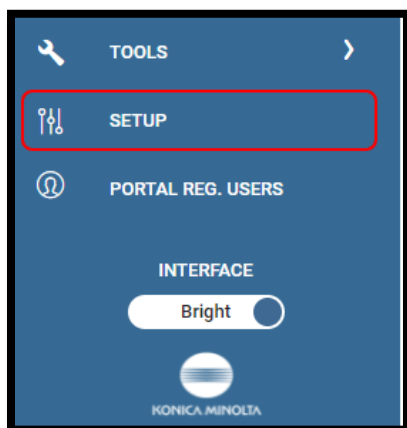 TOOLS
SETUP
PORTAL REG. USERS
INTERFACE
Bright
KONICA MINOLTA